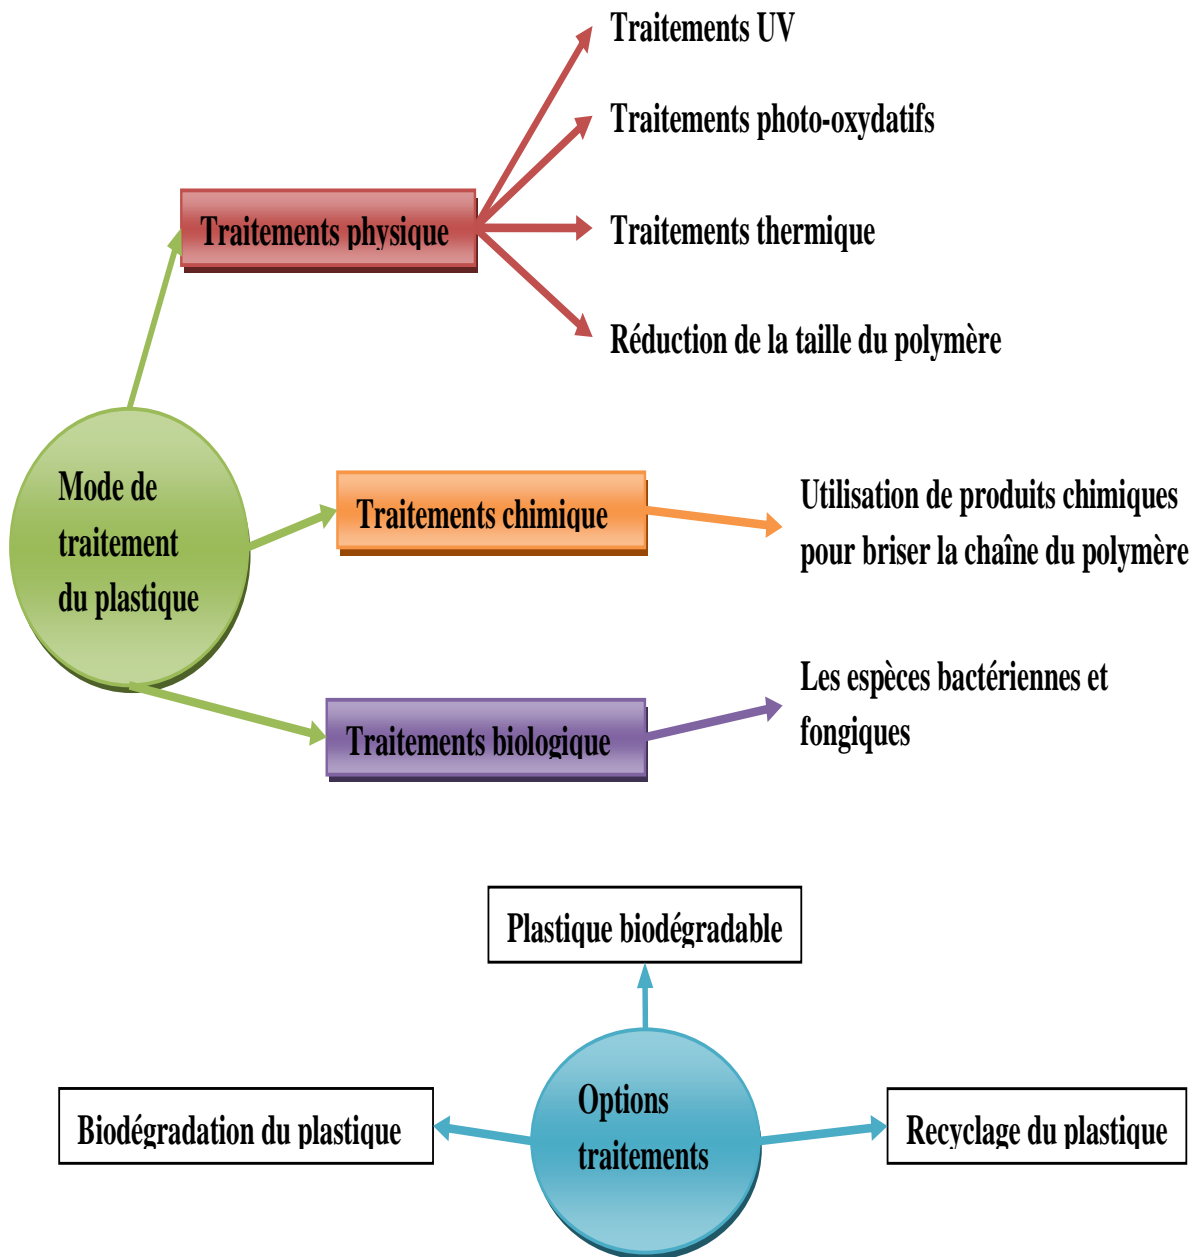 Traitements UV
Traitements photo-oxydatifs
Traitements physique
Traitements thermique
Réduction de la taille du polymère
Mode de
traitement
du plastique
Traitements chimique
Utilisation de produits chimiques
pour briser la chaîne du polymère
Traitements biologique
Les espèces bactériennes et
fongiques
Plastique biodégradable
Biodégradation du plastique
Options
traitements
Recyclage du plastique